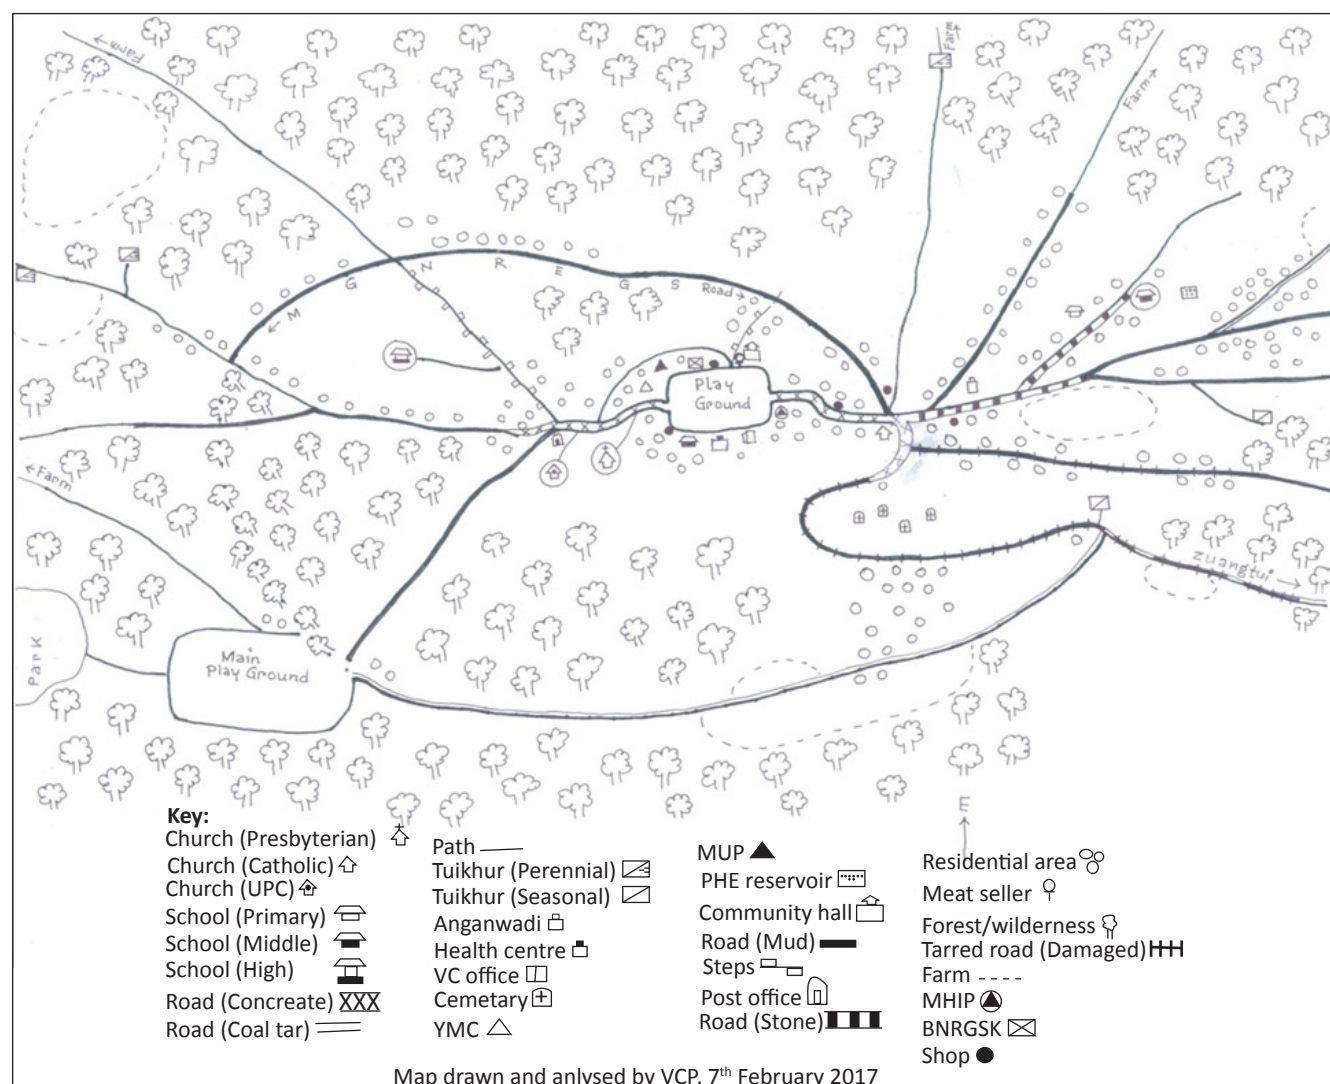 Farm
Farm
Farm
M G N R E G S Road
Play
Ground
Farm
Zuangtui
Main
Play Ground
PARK
E
Key:
Church (Presbyterian)
Church (Catholic)
Church (UPC)
School (Primary)
School (Middle)
School (High)
Road (Concreate)
Road (Coal tar)
Path
Tuikhur (Perennial)
Tuikhur (Seasonal)
Anganwadi
Health centre
VC office
Cemetary
YMC
MUP
PHE reservoir
Community hall
Road (Mud)
Steps
Post office
Road (Stone)
Residential area
Meat seller
Forest/wilderness
Tarred road (Damaged)
Farm
MHIP
BNRGSK
Shop
Map drawn and anlysed by VCP, 7th February 2017